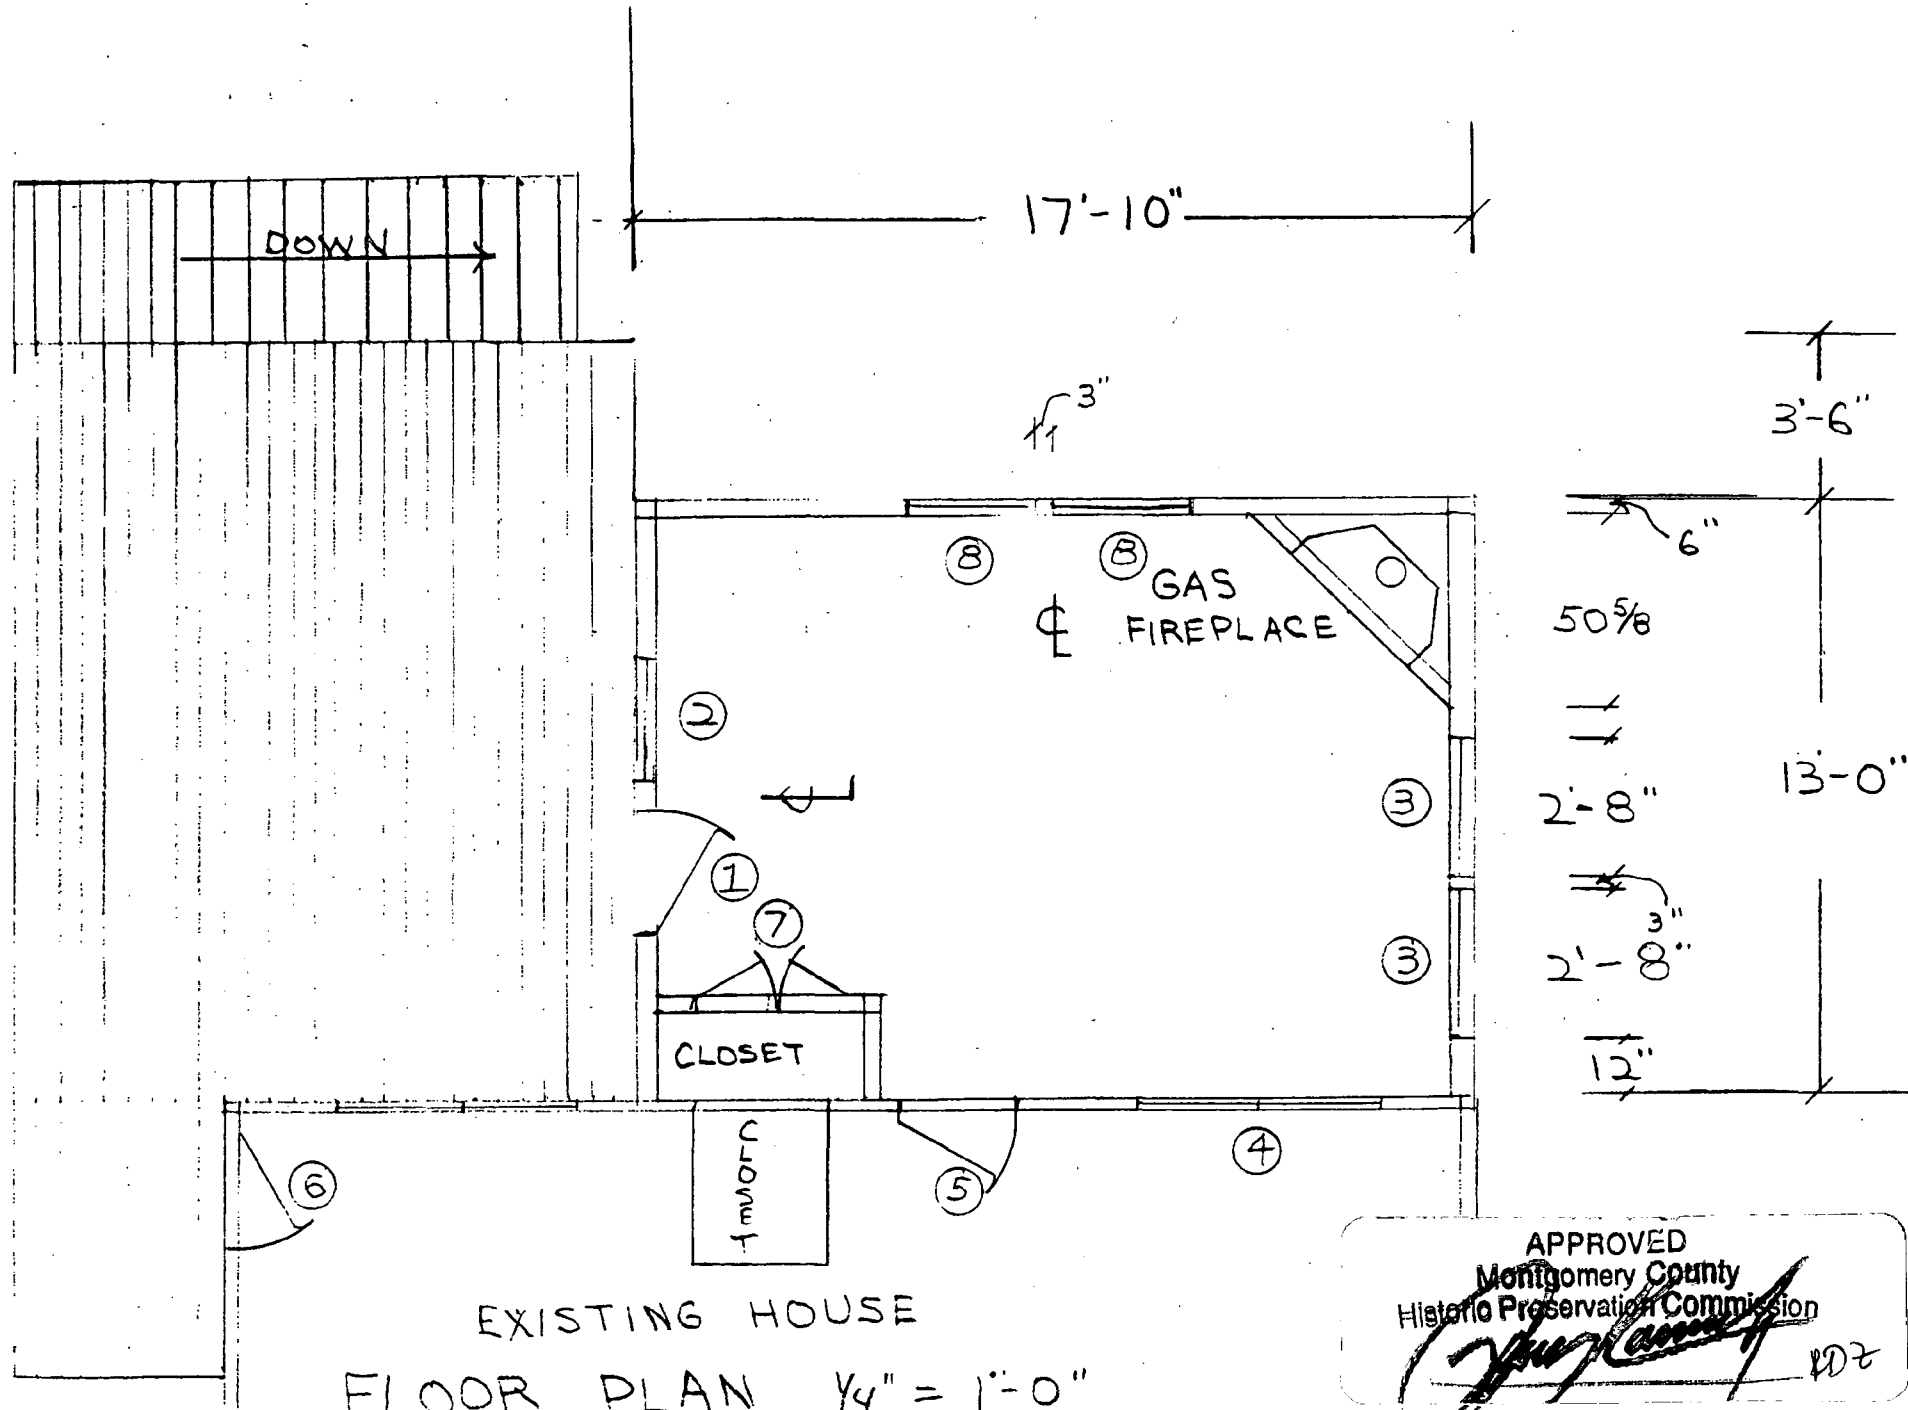 17'-10"
DOWN
3'-6"
3"
6"
8
8
GAS
FIREPLACE
℄
50 5/8
2
13'-0"
3
2'-8"
1
7
3"
3
2'-8"
CLOSET
12"
CLOSET
4
5
6
APPROVED
Montgomery County
Historic Preservation Commission
RDZ
EXISTING HOUSE
FLOOR PLAN 1/4" = 1'-0"